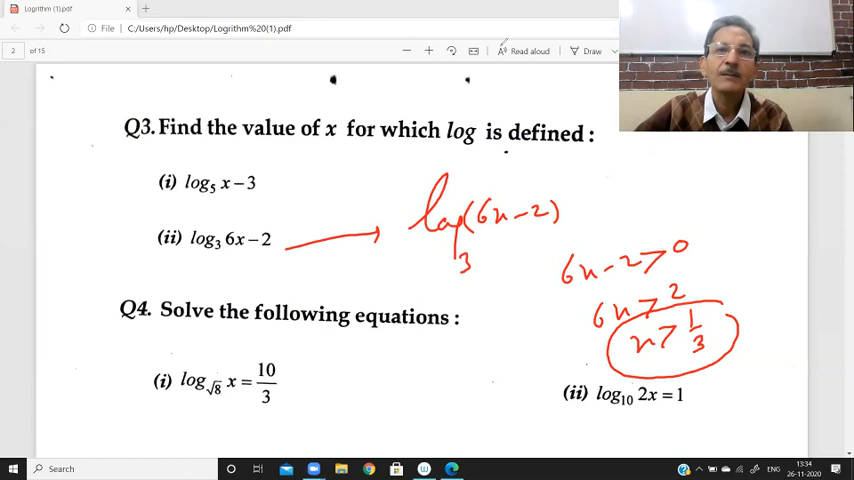 Logrithm (1).pdf
File C:/Users/hp/Desktop/Logrithm%20(1).pdf
2 of 15 Read aloud Draw
Q3. Find the value of x for which log is defined :
(i) log₅ x – 3
(ii) log₃ 6x – 2
log₃(6x-2)
6x-2>0
6x>2
x>1/3
Q4. Solve the following equations :
(i) log√8 x = 10/3
(ii) log₁₀ 2x = 1
Search
ENG 13:34 26-11-2020